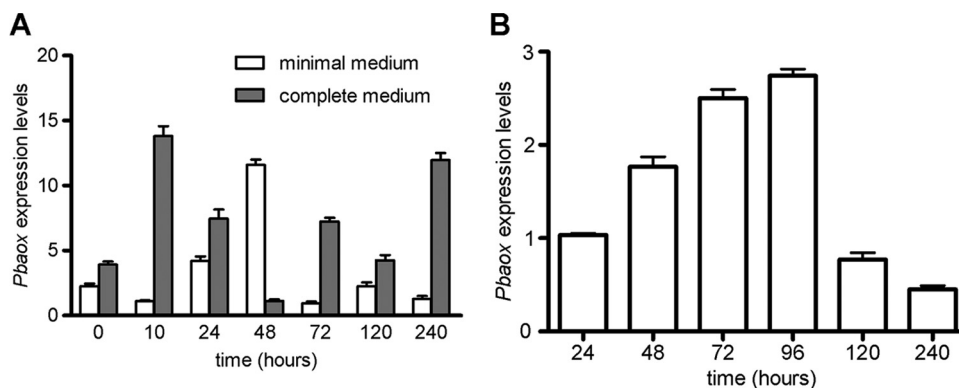 A
20
15
10
5
0
Pbaox expression levels
minimal medium
complete medium
0 10 24 48 72 120 240
time (hours)
B
3
2
1
0
Pbaox expression levels
24 48 72 96 120 240
time (hours)